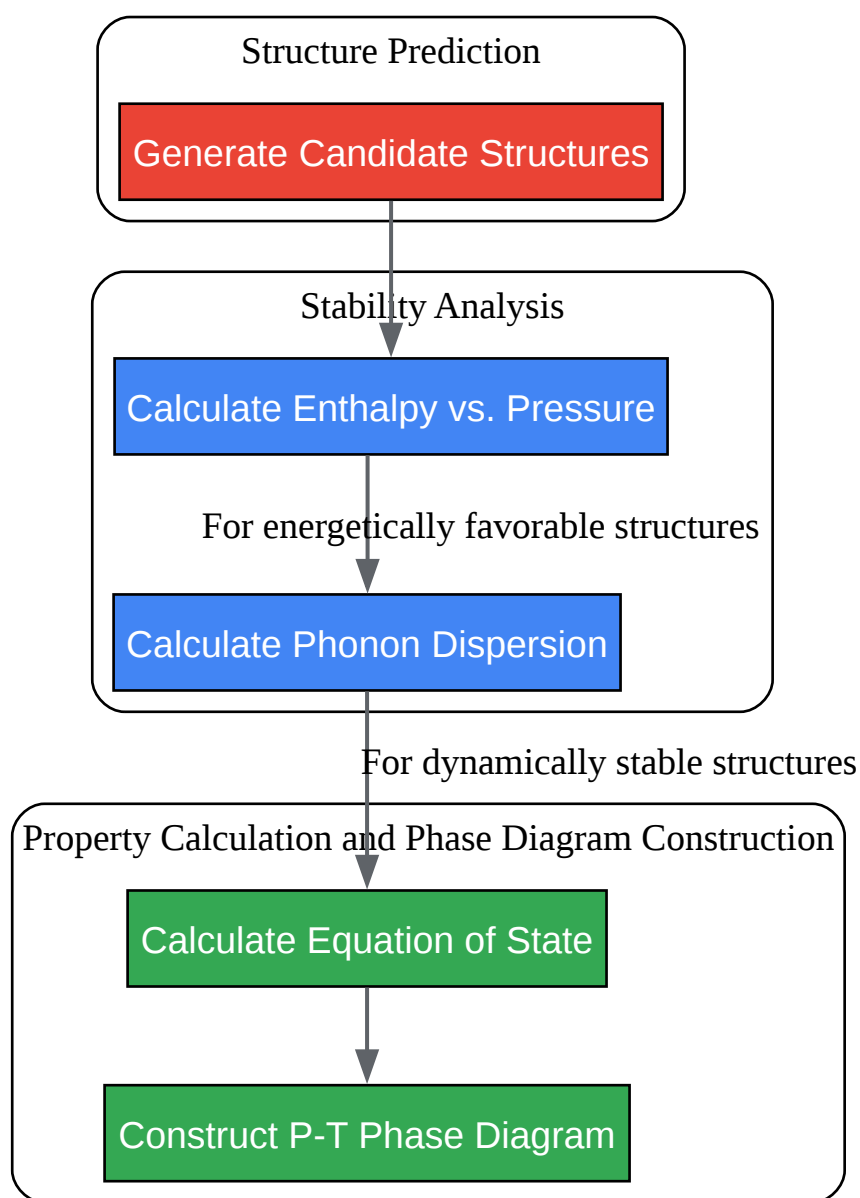 Structure Prediction
Generate Candidate Structures
Stability Analysis
Calculate Enthalpy vs. Pressure
For energetically favorable structures
Calculate Phonon Dispersion
For dynamically stable structures
Property Calculation and Phase Diagram Construction
Calculate Equation of State
Construct P-T Phase Diagram